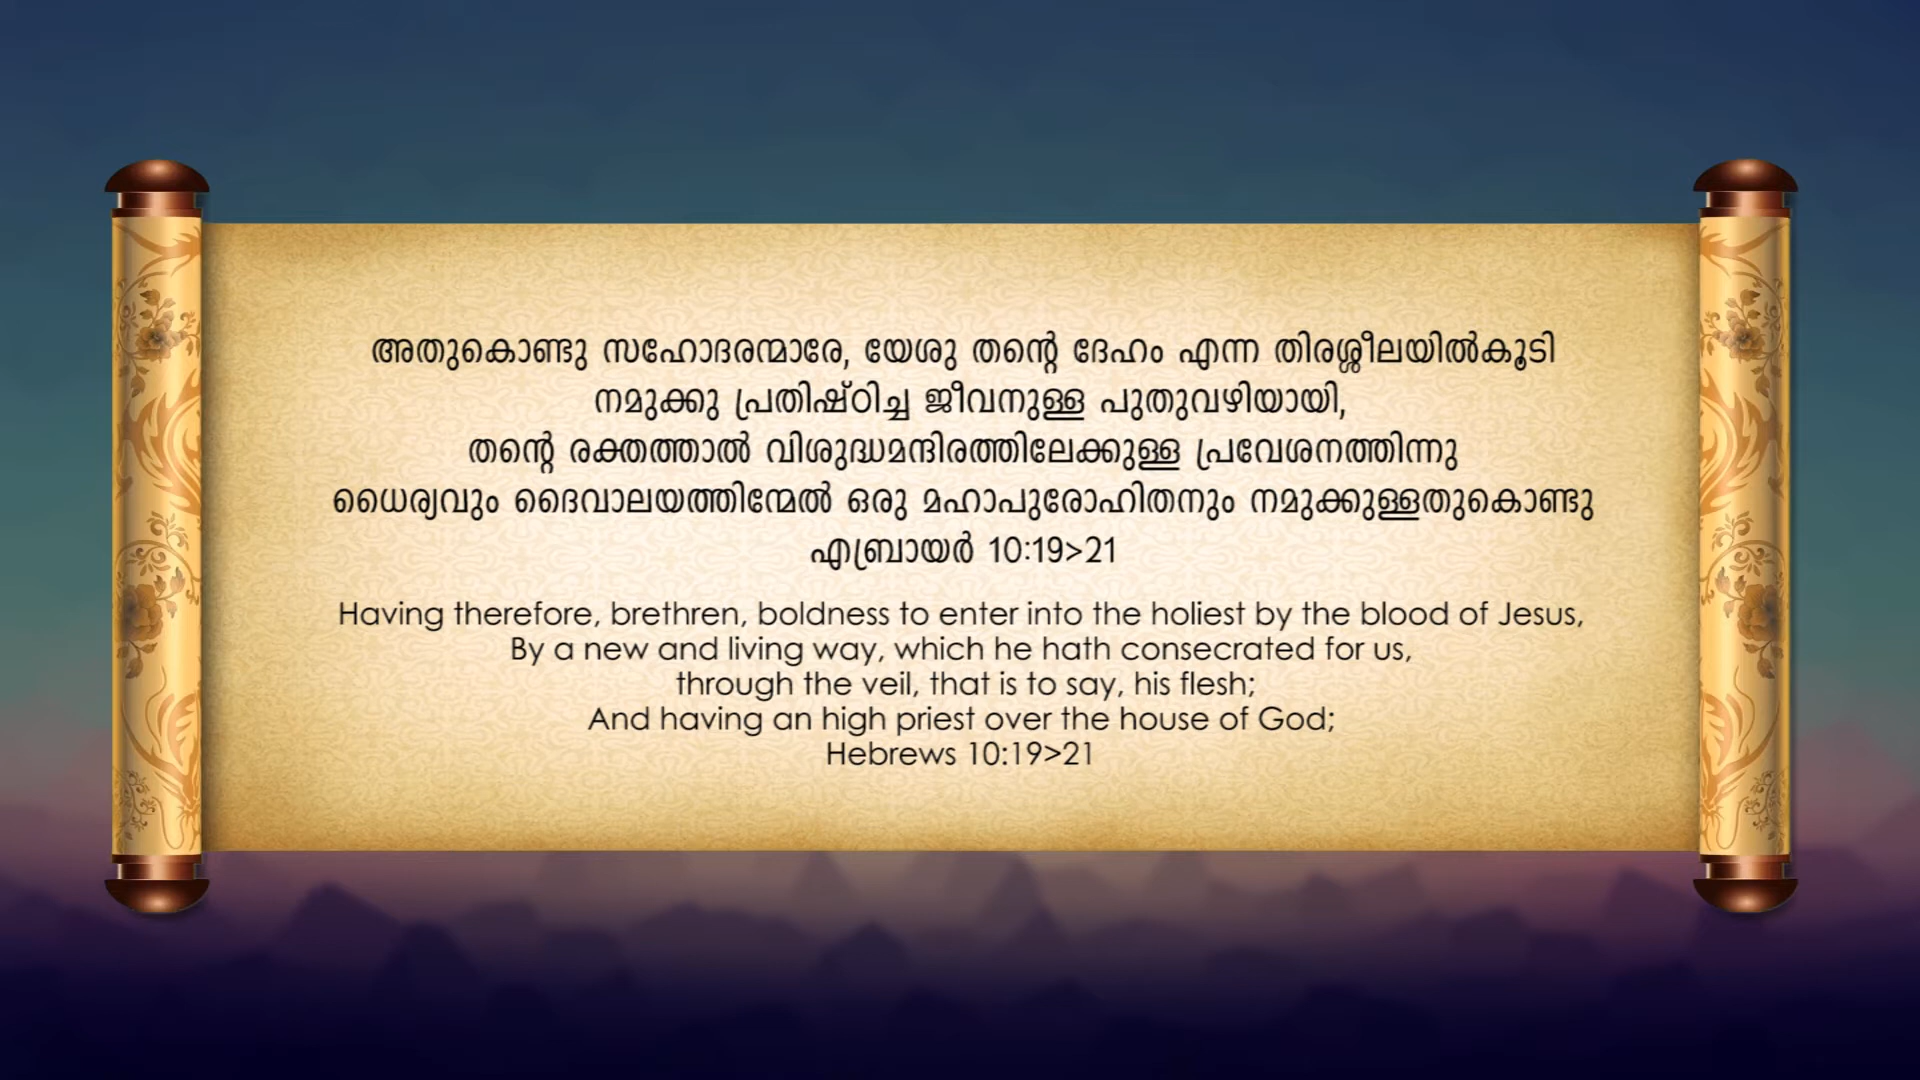 അതുകൊണ്ടു സഹോദരന്മാരേ, യേശു തന്റെ ദേഹം എന്ന തിരശ്ശീലയിൽകൂടി
നമുക്കു പ്രതിഷ്ഠിച്ച ജീവനുള്ള പുതുവഴിയായി,
തന്റെ രക്തത്താൽ വിശുദ്ധമന്ദിരത്തിലേക്കുള്ള പ്രവേശനത്തിന്നു
ധൈര്യവും ദൈവാലയത്തിന്മേൽ ഒരു മഹാപുരോഹിതനും നമുക്കുള്ളതുകൊണ്ടു
എബ്രായർ 10:19>21
Having therefore, brethren, boldness to enter into the holiest by the blood of Jesus,
By a new and living way, which he hath consecrated for us,
through the veil, that is to say, his flesh;
And having an high priest over the house of God;
Hebrews 10:19>21